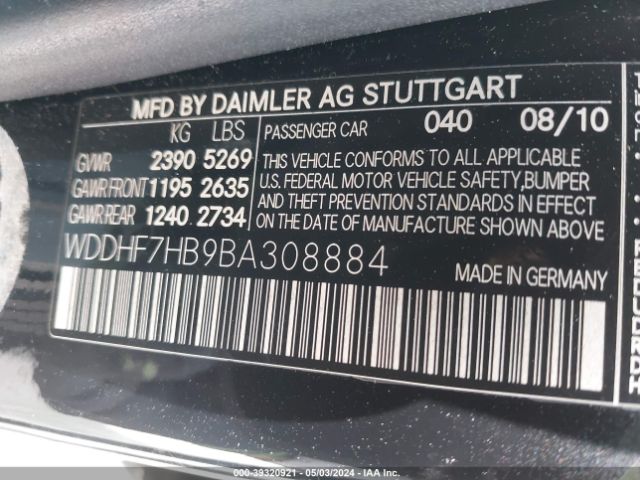 MFD BY DAIMLER AG STUTTGART
KG LBS
GVWR 2390 5269
GAWR FRONT 1195 2635
GAWR REAR 1240 2734
PASSENGER CAR 040 08/10
THIS VEHICLE CONFORMS TO ALL APPLICABLE
U.S. FEDERAL MOTOR VEHICLE SAFETY,BUMPER
AND THEFT PREVENTION STANDARDS IN EFFECT
ON THE DATE OF MANUFACTURE SHOWN ABOVE
WDDHF7HB9BA308884
MADE IN GERMANY
000-39320921 - 05/03/2024 - IAA Inc.